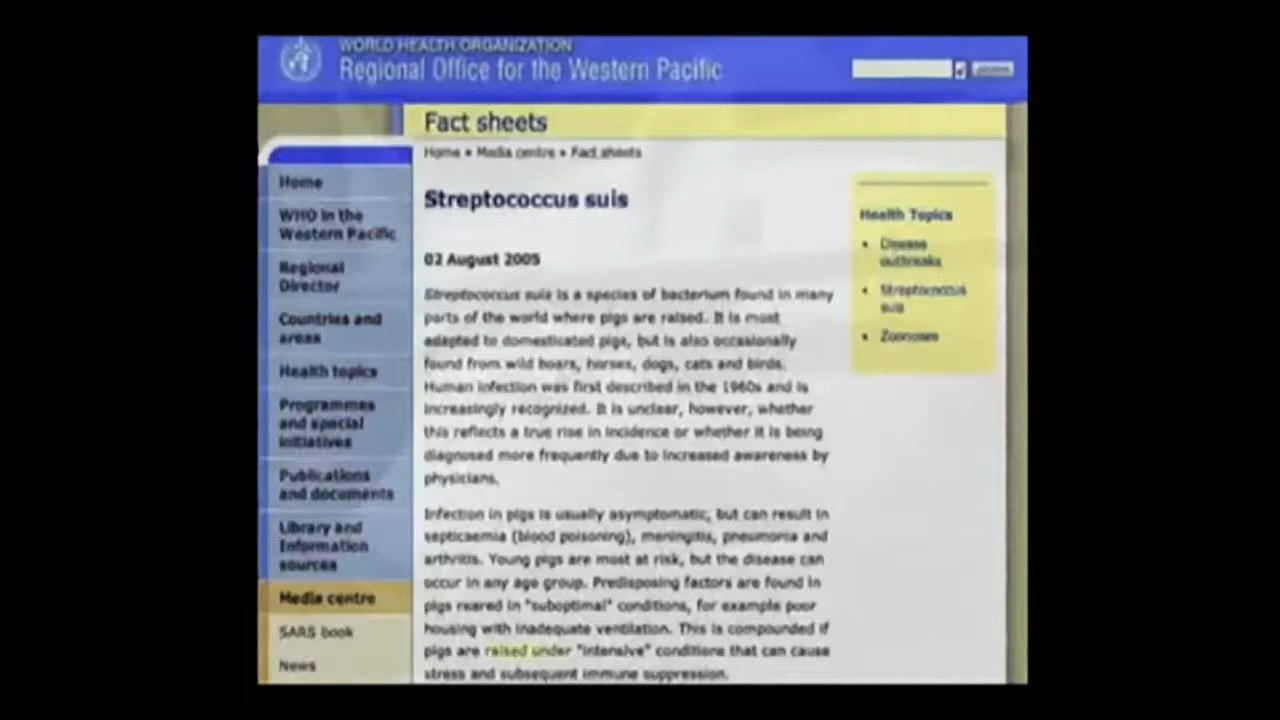 WORLD HEALTH ORGANIZATION
Regional Office for the Western Pacific
Fact sheets
Home • Media centre • Fact sheets
Home
WHO in the
Western Pacific
Regional
Director
Countries and
areas
Health topics
Programmes
and special
initiatives
Publications
and documents
Library and
Information
sources
Media centre
SARS book
News
Streptococcus suis
02 August 2005
Streptococcus suis is a species of bacterium found in many
parts of the world where pigs are raised. It is most
adapted to domesticated pigs, but is also occasionally
found from wild boars, horses, dogs, cats and birds.
Human infection was first described in the 1960s and is
increasingly recognized. It is unclear, however, whether
this reflects a true rise in incidence or whether it is being
diagnosed more frequently due to increased awareness by
physicians.
Infection in pigs is usually asymptomatic, but can result in
septicaemia (blood poisoning), meningitis, pneumonia and
arthritis. Young pigs are most at risk, but the disease can
occur in any age group. Predisposing factors are found in
pigs reared in "suboptimal" conditions, for example poor
housing with inadequate ventilation. This is compounded if
pigs are raised under "intensive" conditions that can cause
stress and subsequent immune suppression.
Health Topics
• Disease
outbreaks
• Streptococcus
suis
• Zoonoses